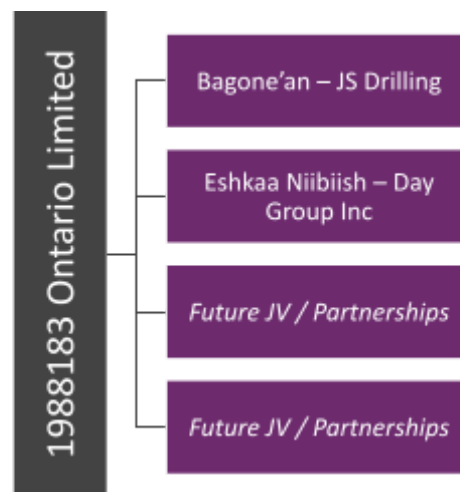 1988183 Ontario Limited
Bagone’an – JS Drilling
Eshkaa Niibiish – Day
Group Inc
Future JV / Partnerships
Future JV / Partnerships